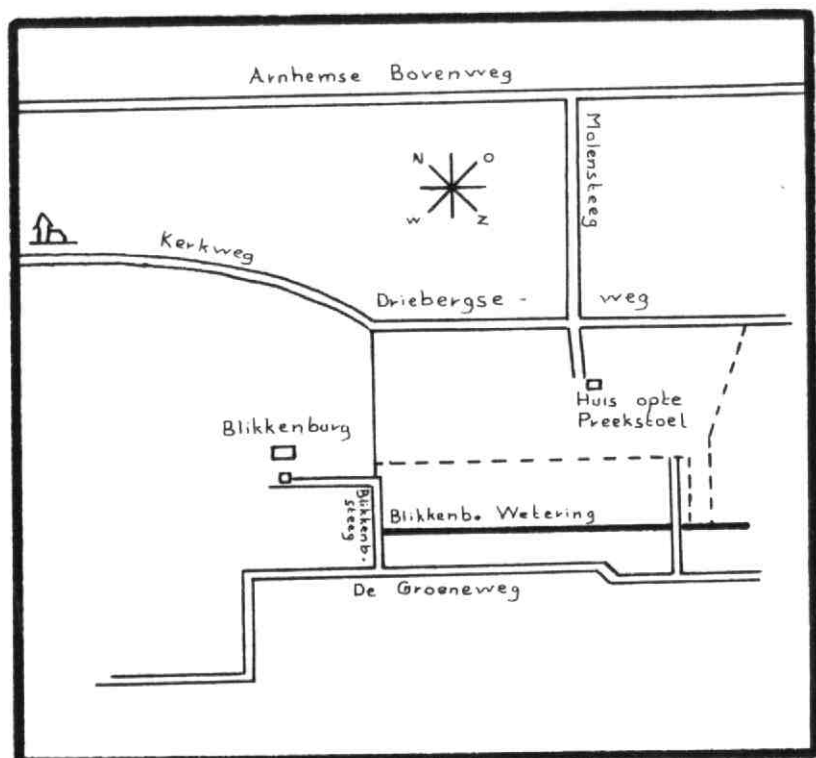 Arnhemse Bovenweg
Molensteeg
N O
W Z
Kerkweg
Driebergse - weg
Huis opte
Preekstoel
Blikkenburg
Blikkenb.
steeg
Blikkenb. Wetering
De Groeneweg